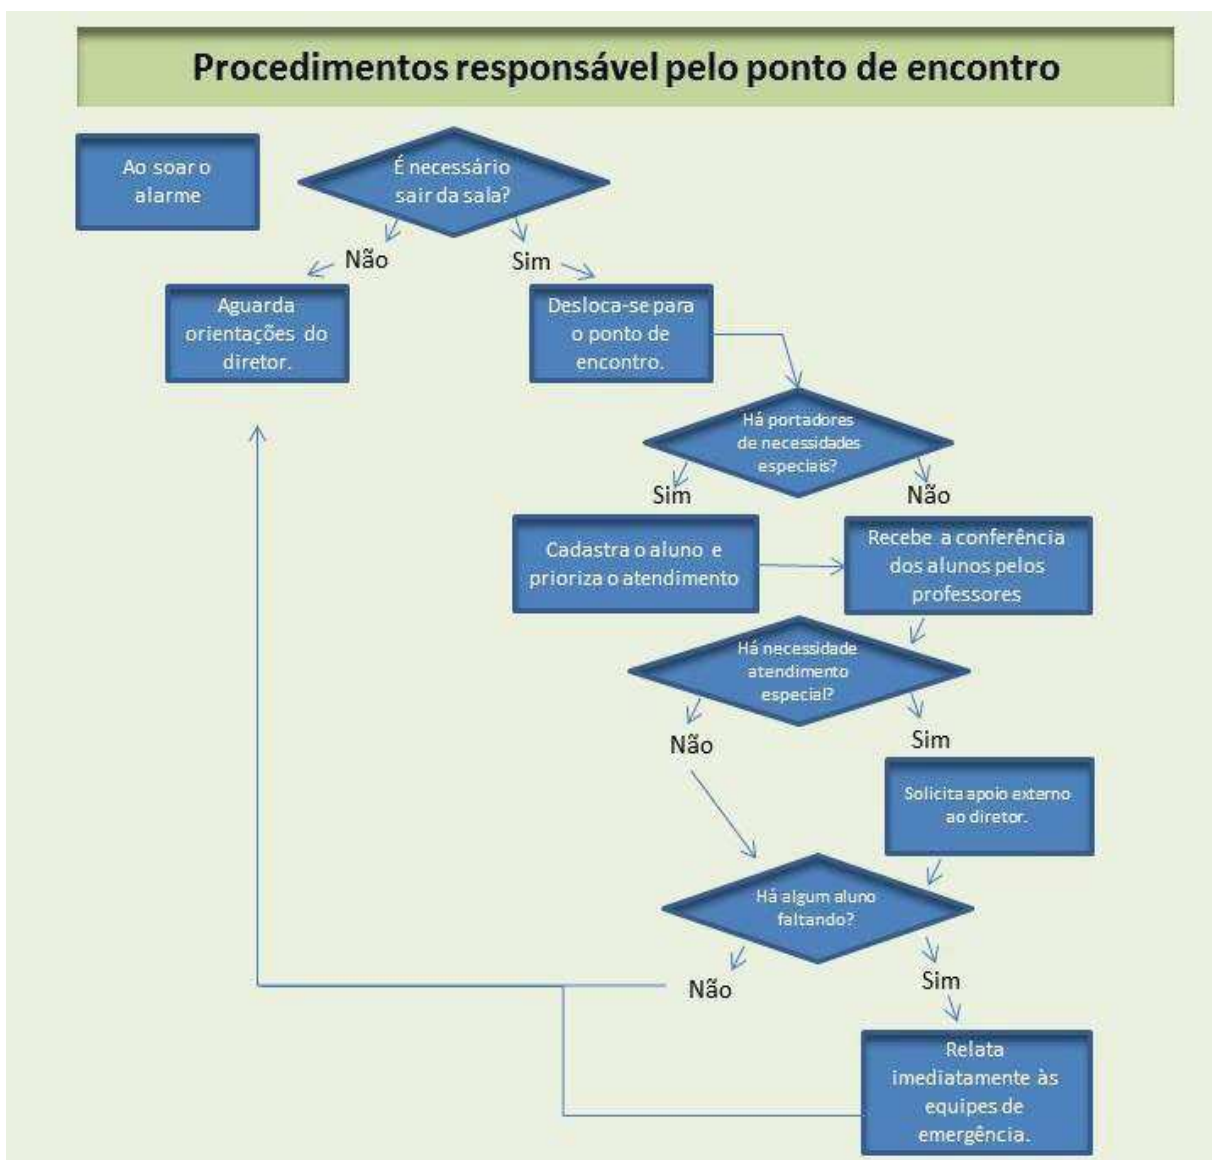 Procedimentos responsável pelo ponto de encontro
Ao soar o
alarme
É necessário
sair da sala?
Não
Sim
Aguarda
orientações do
diretor.
Desloca-se para
o ponto de
encontro.
Há portadores
de necessidades
especiais?
Sim
Não
Cadastra o aluno e
prioriza o atendimento
Recebe a conferência
dos alunos pelos
professores
Há necessidade
atendimento
especial?
Não
Sim
Solicita apoio externo
ao diretor.
Há algum aluno
faltando?
Não
Sim
Relata
imediatamente às
equipes de
emergência.